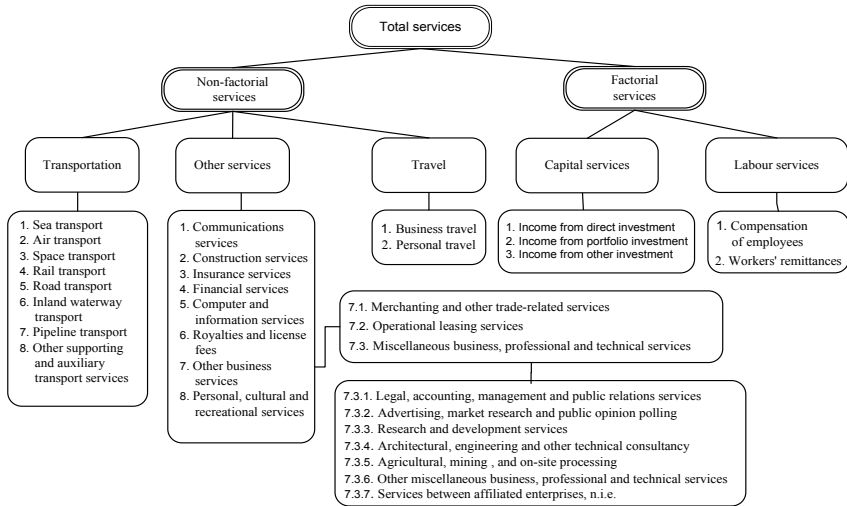 Total services
Non-factorial
services
Factorial
services
Transportation
Other services
Travel
Capital services
Labour services
1. Sea transport
2. Air transport
3. Space transport
4. Rail transport
5. Road transport
6. Inland waterway
transport
7. Pipeline transport
8. Other supporting
and auxiliary
transport services
1. Communications
services
2. Construction services
3. Insurance services
4. Financial services
5. Computer and
information services
6. Royalties and license
fees
7. Other business
services
8. Personal, cultural and
recreational services
1. Business travel
2. Personal travel
1. Income from direct investment
2. Income from portfolio investment
3. Income from other investment
1. Compensation
of employees
2. Workers' remittances
7.1. Merchanting and other trade-related services
7.2. Operational leasing services
7.3. Miscellaneous business, professional and technical services
7.3.1. Legal, accounting, management and public relations services
7.3.2. Advertising, market research and public opinion polling
7.3.3. Research and development services
7.3.4. Architectural, engineering and other technical consultancy
7.3.5. Agricultural, mining , and on-site processing
7.3.6. Other miscellaneous business, professional and technical services
7.3.7. Services between affiliated enterprises, n.i.e.